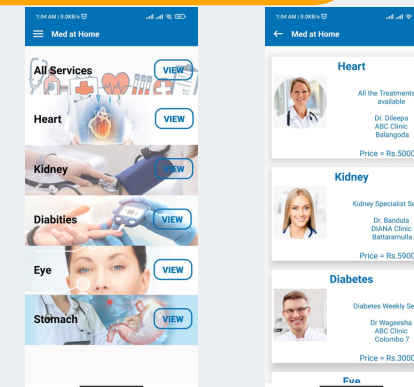 1:04 AM | 0.0KB/s
Med at Home
All Services
VIEW
Heart
VIEW
Kidney
VIEW
Diabities
VIEW
Eye
VIEW
Stomach
VIEW
1:04 AM | 0.0KB/s
Med at Home
Heart
All the Treatments
available
Dr. Dileepa
ABC Clinic
Balangoda
Price = Rs.5000
Kidney
Kidney Specialist Se
Dr. Bandula
DIANA Clinic
Battaramulla
Price = Rs.5900
Diabetes
Diabetes Weekly Se
Dr Wageesha
ABC Clinic
Colombo 7
Price = Rs.3000
Eye